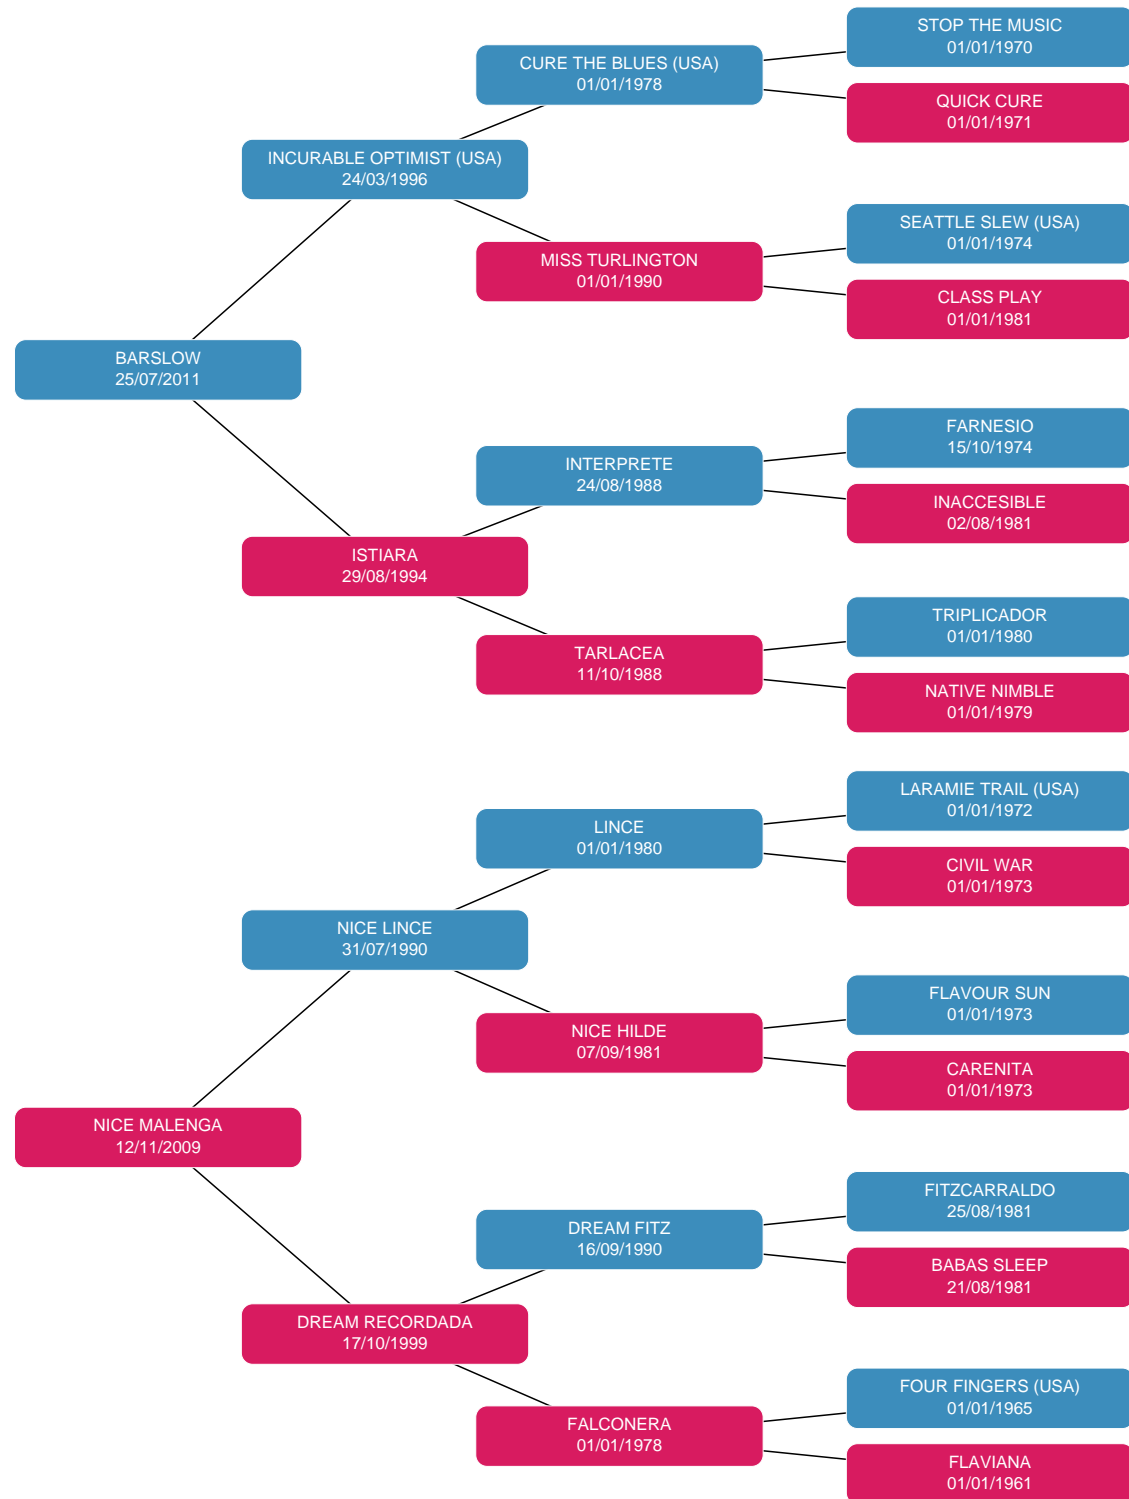 STOP THE MUSIC
01/01/1970
CURE THE BLUES (USA)
01/01/1978
QUICK CURE
01/01/1971
INCURABLE OPTIMIST (USA)
24/03/1996
SEATTLE SLEW (USA)
01/01/1974
MISS TURLINGTON
01/01/1990
CLASS PLAY
01/01/1981
BARSLOW
25/07/2011
FARNESIO
15/10/1974
INTERPRETE
24/08/1988
INACCESIBLE
02/08/1981
ISTIARA
29/08/1994
TRIPLICADOR
01/01/1980
TARLACEA
11/10/1988
NATIVE NIMBLE
01/01/1979
LARAMIE TRAIL (USA)
01/01/1972
LINCE
01/01/1980
CIVIL WAR
01/01/1973
NICE LINCE
31/07/1990
FLAVOUR SUN
01/01/1973
NICE HILDE
07/09/1981
CARENITA
01/01/1973
NICE MALENGA
12/11/2009
FITZCARRALDO
25/08/1981
DREAM FITZ
16/09/1990
BABAS SLEEP
21/08/1981
DREAM RECORDADA
17/10/1999
FOUR FINGERS (USA)
01/01/1965
FALCONERA
01/01/1978
FLAVIANA
01/01/1961